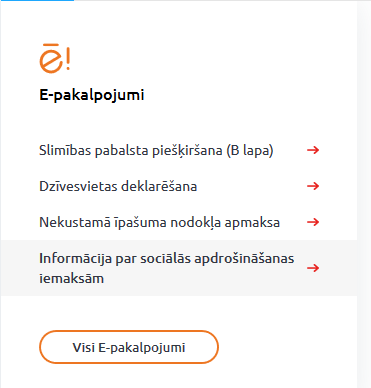 ē!
E-pakalpojumi
Slimības pabalsta piešķiršana (B lapa)
Dzīvesvietas deklarēšana
Nekustamā īpašuma nodokļa apmaksa
Informācija par sociālās apdrošināšanas
iemaksām
Visi E-pakalpojumi